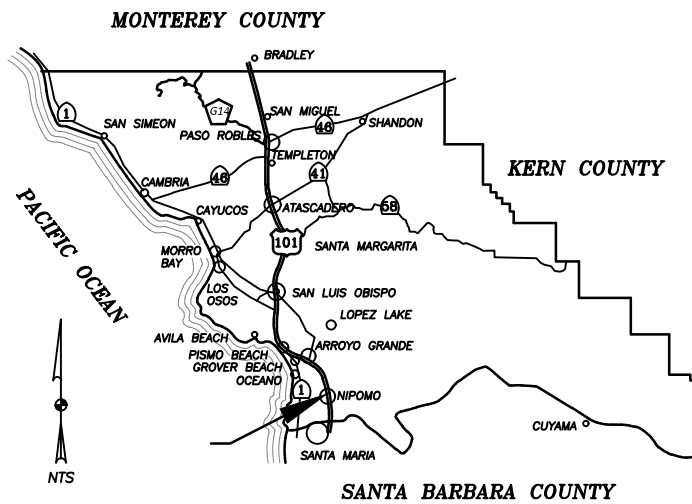 MONTEREY COUNTY
BRADLEY
1
G14
SAN MIGUEL
SAN SIMEON
PASO ROBLES
46
SHANDON
TEMPLETON
KERN COUNTY
46
41
CAMBRIA
58
CAYUCOS
ATASCADERO
PACIFIC OCEAN
101
SANTA MARGARITA
MORRO
BAY
LOS
OSOS
SAN LUIS OBISPO
LOPEZ LAKE
AVILA BEACH
ARROYO GRANDE
PISMO BEACH
GROVER BEACH
OCEANO
1
NIPOMO
CUYAMA
SANTA MARIA
NTS
SANTA BARBARA COUNTY